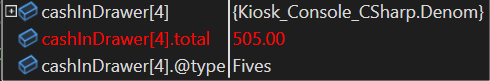 cashInDrawer[4] {Kiosk_Console_CSharp.Denom}
cashInDrawer[4].total 505.00
cashInDrawer[4].@type Fives